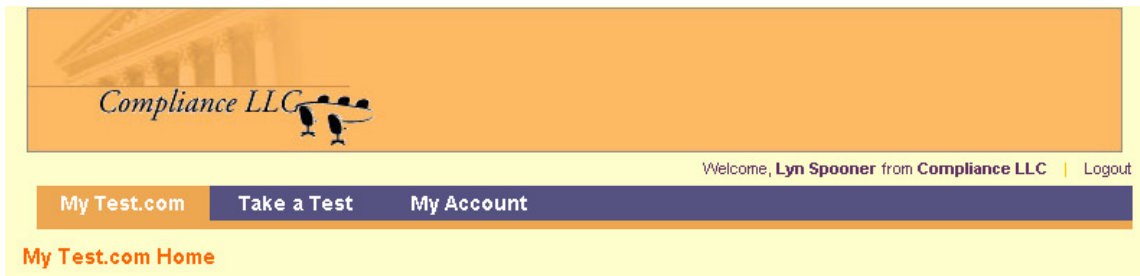 Compliance LLC
Welcome, Lyn Spooner from Compliance LLC | Logout
My Test.com Take a Test My Account
My Test.com Home